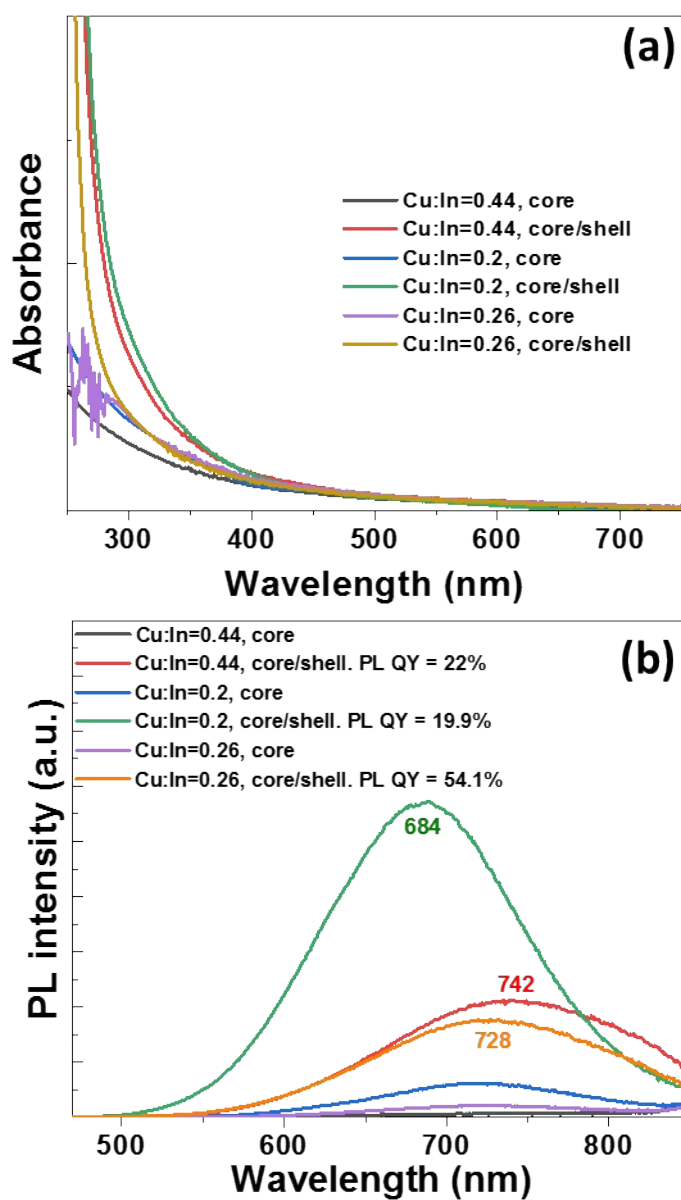 (a)
Cu:In=0.44, core
Cu:In=0.44, core/shell
Cu:In=0.2, core
Cu:In=0.2, core/shell
Cu:In=0.26, core
Cu:In=0.26, core/shell
Absorbance
300 400 500 600 700
Wavelength (nm)
(b)
Cu:In=0.44, core
Cu:In=0.44, core/shell. PL QY = 22%
Cu:In=0.2, core
Cu:In=0.2, core/shell. PL QY = 19.9%
Cu:In=0.26, core
Cu:In=0.26, core/shell. PL QY = 54.1%
684
742
728
PL intensity (a.u.)
500 600 700 800
Wavelength (nm)